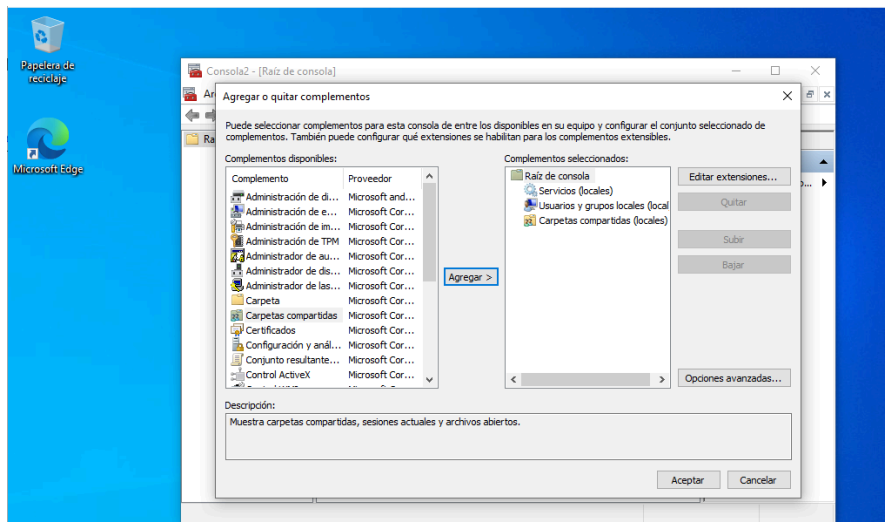 Papelera de
reciclaje
Microsoft Edge
Consola2 - [Raíz de consola]
Ar
Ra
Agregar o quitar complementos
Puede seleccionar complementos para esta consola de entre los disponibles en su equipo y configurar el conjunto seleccionado de
complementos. También puede configurar qué extensiones se habilitan para los complementos extensibles.
Complementos disponibles:
Complemento Proveedor
Administración de di... Microsoft and...
Administración de e... Microsoft Cor...
Administración de im... Microsoft Cor...
Administración de TPM Microsoft Cor...
Administrador de au... Microsoft Cor...
Administrador de dis... Microsoft Cor...
Administrador de las... Microsoft Cor...
Carpeta Microsoft Cor...
Carpetas compartidas Microsoft Cor...
Certificados Microsoft Cor...
Configuración y anál... Microsoft Cor...
Conjunto resultante... Microsoft Cor...
Control ActiveX Microsoft Cor...
Agregar >
Complementos seleccionados:
Raíz de consola
Servicios (locales)
Usuarios y grupos locales (local
Carpetas compartidas (locales)
Editar extensiones...
Quitar
Subir
Bajar
Opciones avanzadas...
Descripción:
Muestra carpetas compartidas, sesiones actuales y archivos abiertos.
Aceptar Cancelar